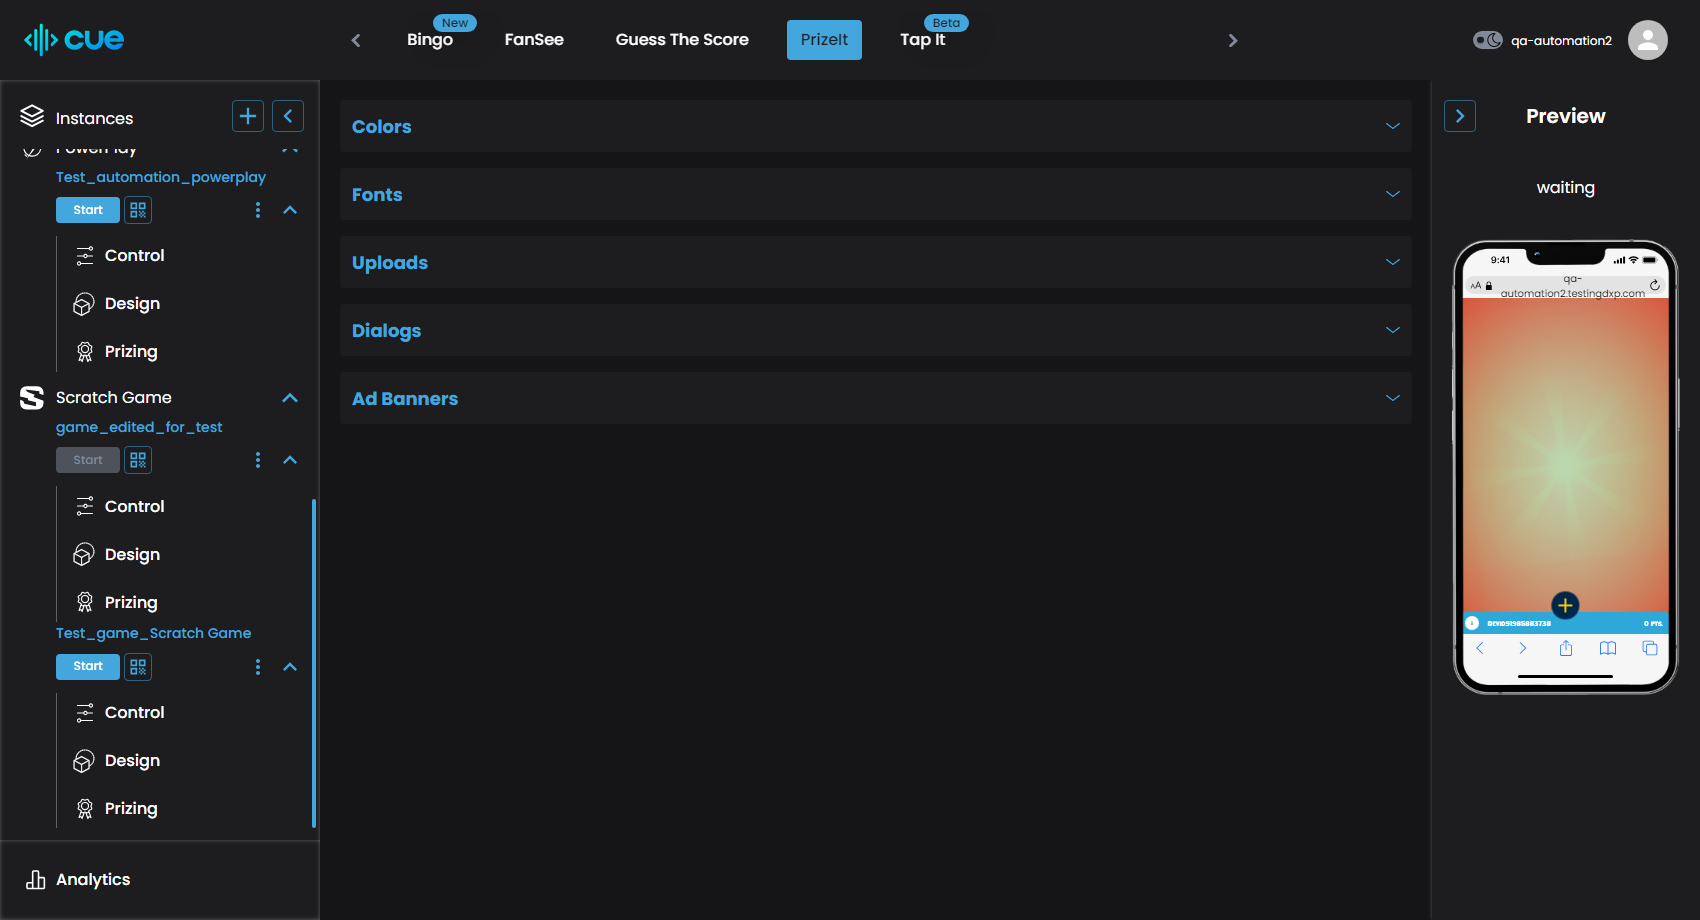 cue
Bingo
New
FanSee
Guess The Score
PrizeIt
Tap It
Beta
qa-automation2
Instances
PowerPlay
Test_automation_powerplay
Start
Control
Design
Prizing
Scratch Game
game_edited_for_test
Start
Control
Design
Prizing
Test_game_Scratch Game
Start
Control
Design
Prizing
Analytics
Colors
Fonts
Uploads
Dialogs
Ad Banners
Preview
waiting
9:41
AA
qa-
automation2.testingdxp.com
0 PTS.